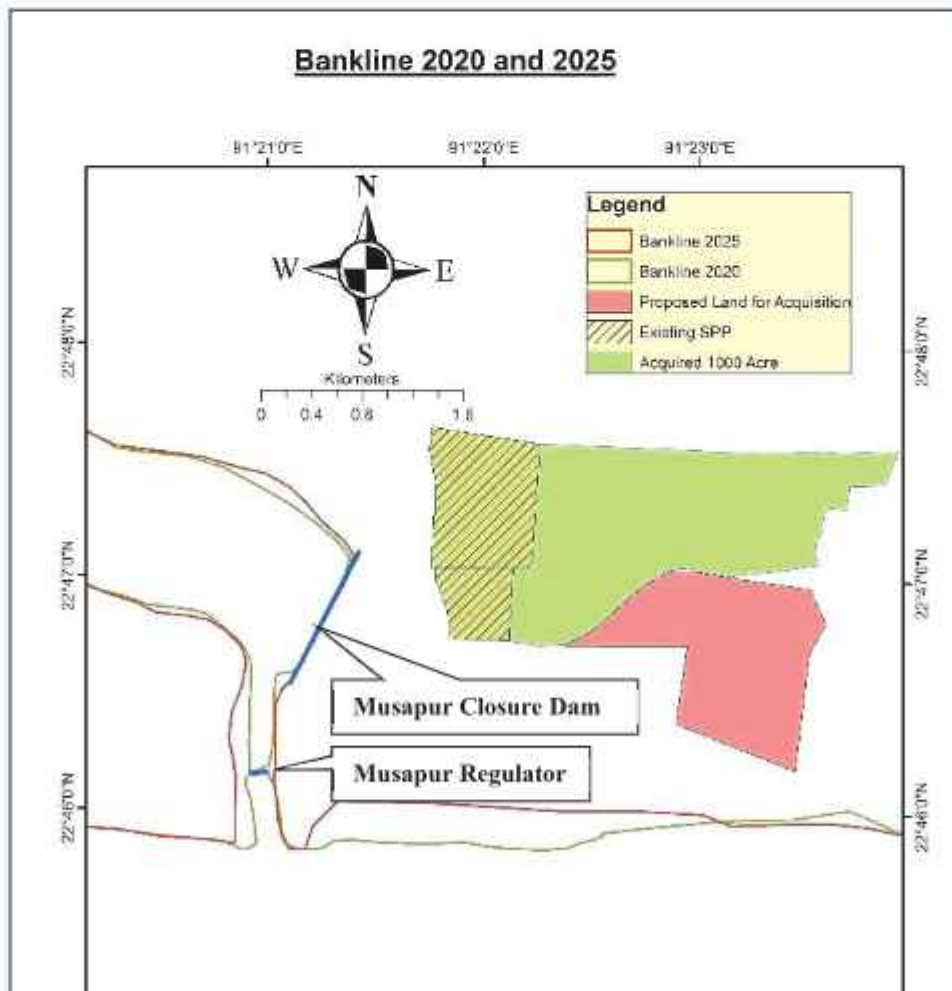 Bankline 2020 and 2025
91°21'0"E
91°22'0"E
91°23'0"E
N
W
E
S
Kilometers
0 0.4 0.8 1.6
Legend
Bankline 2025
Bankline 2020
Proposed Land for Acquisition
Existing SPP
Acquired 1000 Acre
22°48'0"N
22°48'0"N
22°47'0"N
22°47'0"N
Musapur Closure Dam
Musapur Regulator
22°46'0"N
22°46'0"N